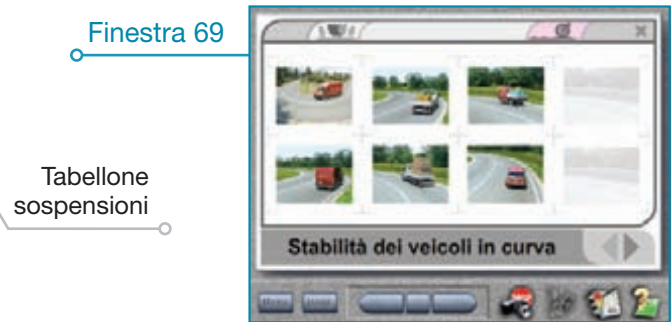 Finestra 69
Tabellone
sospensioni
Stabilità dei veicoli in curva